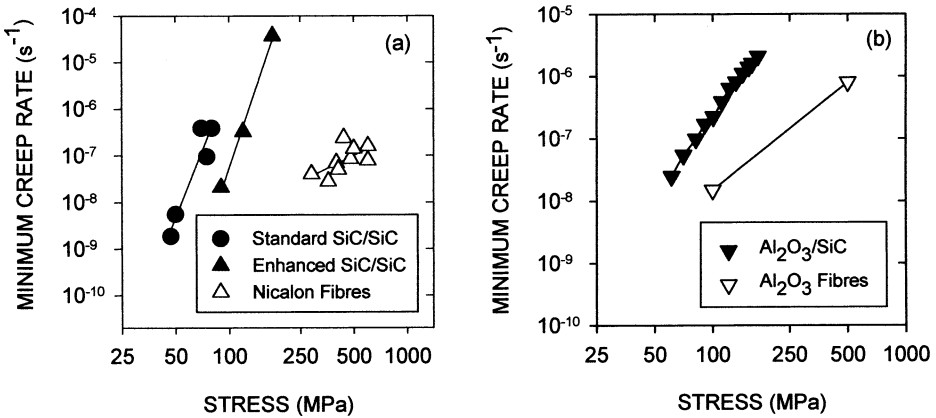 (a)
MINIMUM CREEP RATE (s⁻¹)
10⁻⁴
10⁻⁵
10⁻⁶
10⁻⁷
10⁻⁸
10⁻⁹
10⁻¹⁰
Standard SiC/SiC
Enhanced SiC/SiC
Nicalon Fibres
25 50 100 250 500 1000
STRESS (MPa)
(b)
MINIMUM CREEP RATE (s⁻¹)
10⁻⁵
10⁻⁶
10⁻⁷
10⁻⁸
10⁻⁹
10⁻¹⁰
Al₂O₃/SiC
Al₂O₃ Fibres
25 50 100 250 500 1000
STRESS (MPa)